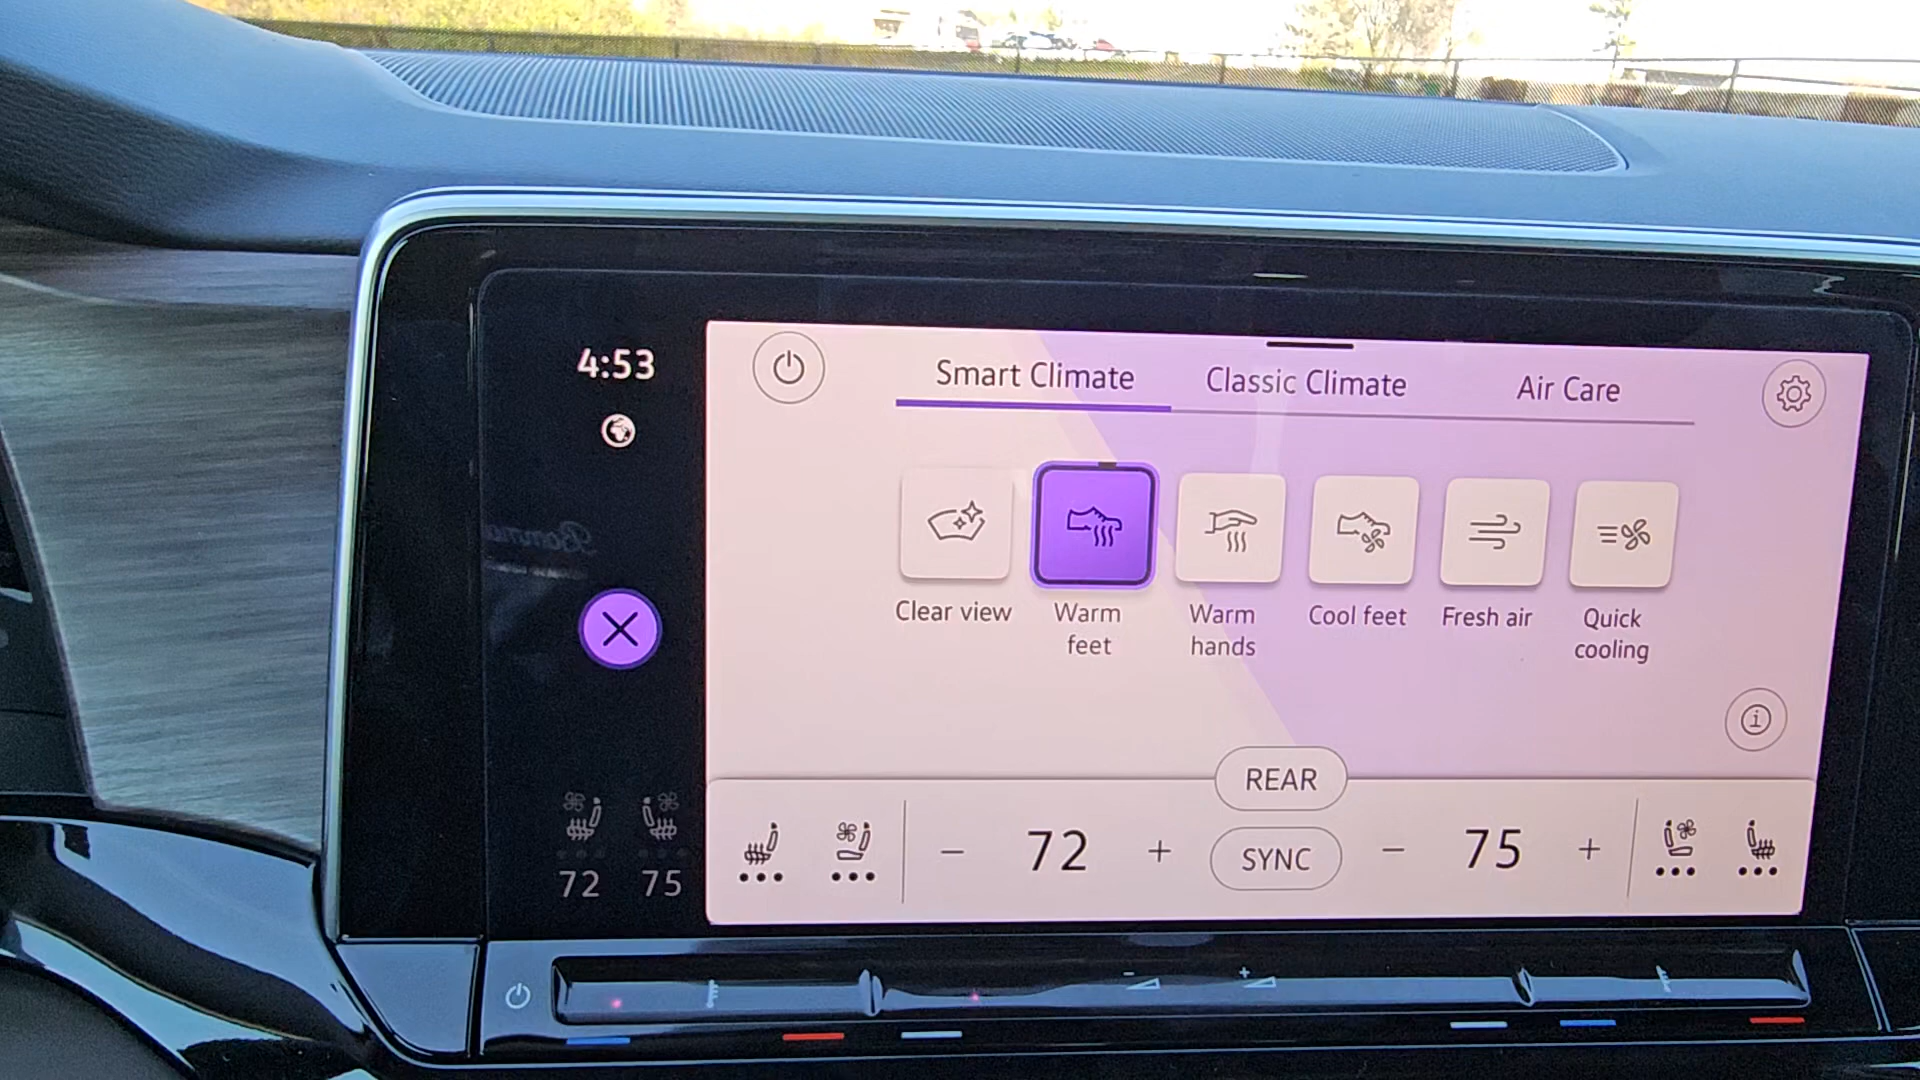 4:53
Smart Climate Classic Climate Air Care
Clear view
Warm
feet
Warm
hands
Cool feet
Fresh air
Quick
cooling
REAR
- 72 + SYNC - 75 +
72 75